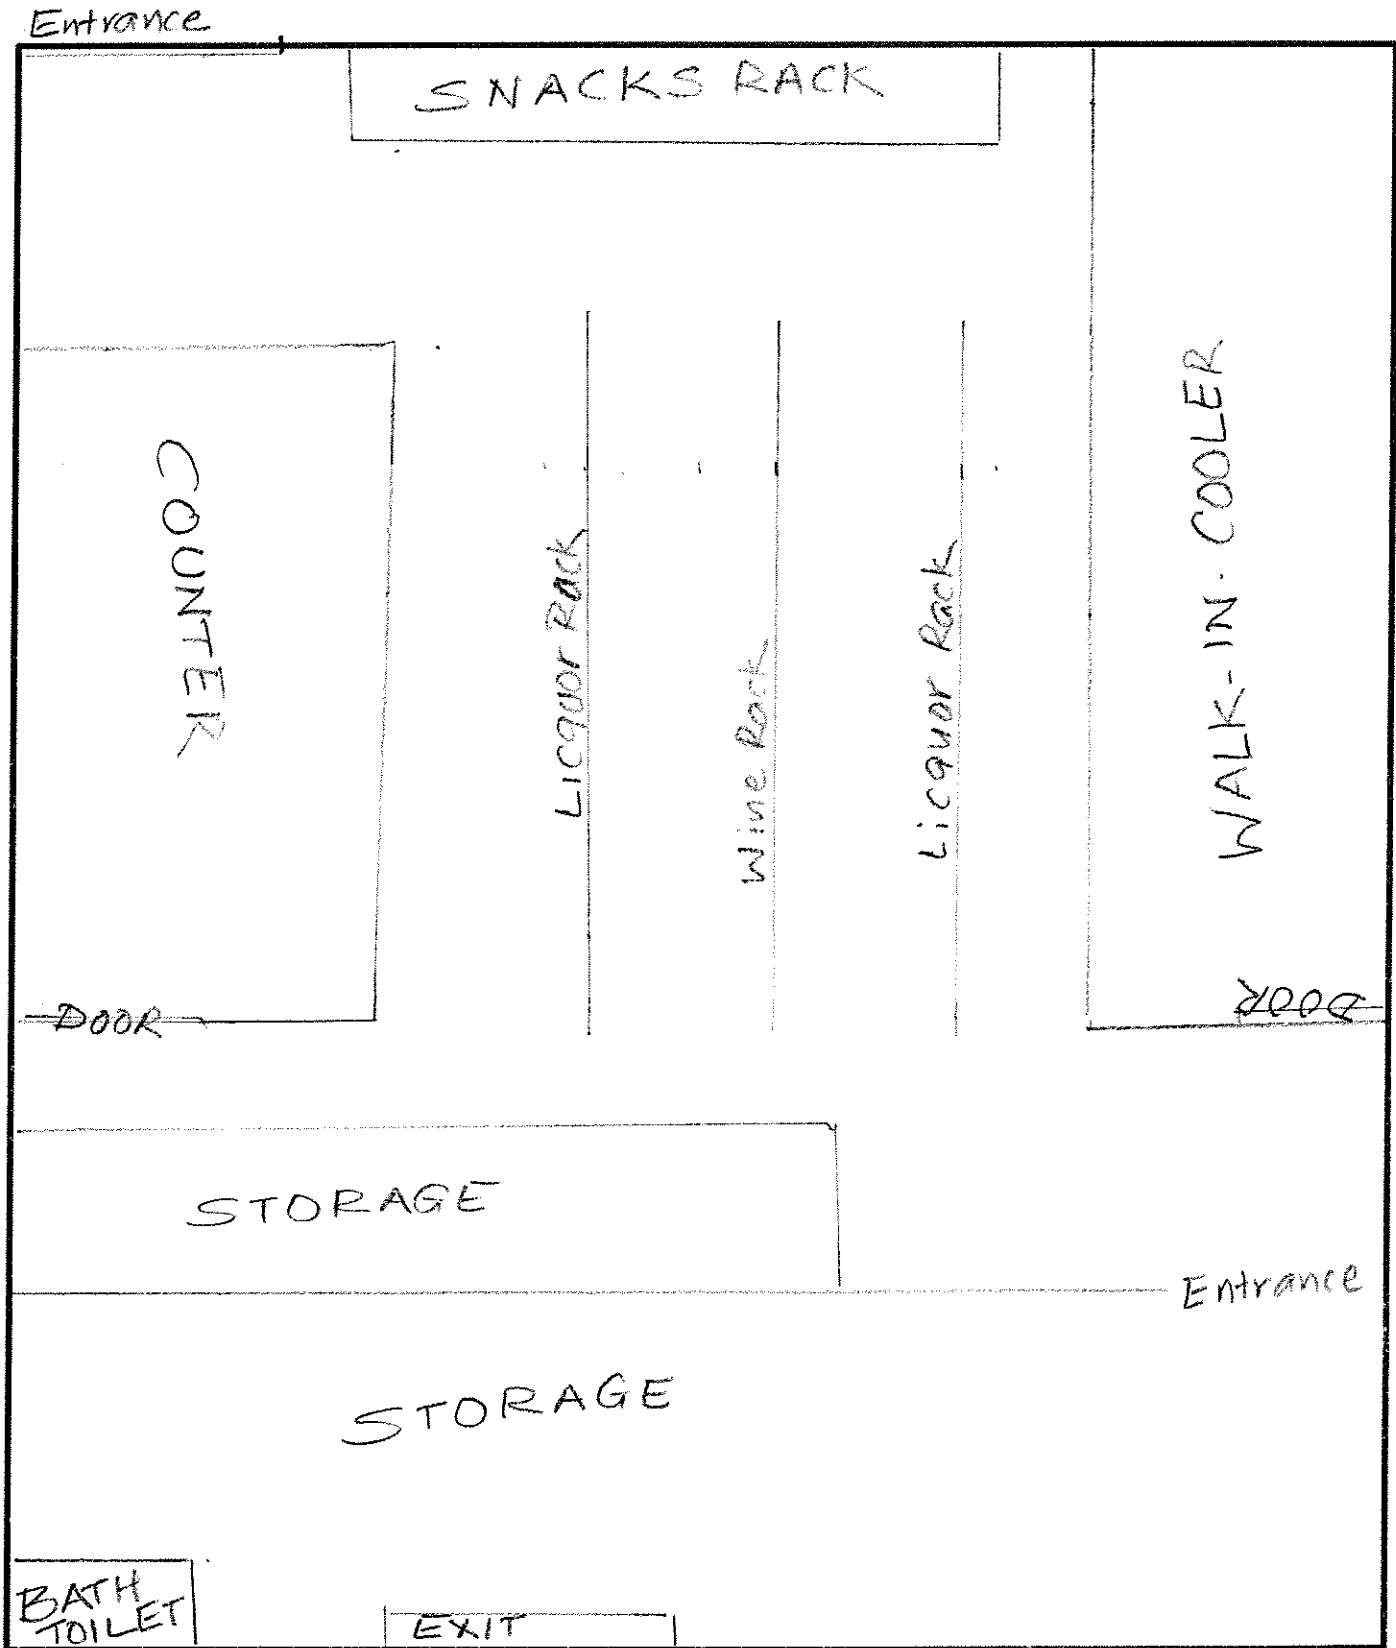 Entrance
SNACKS RACK
COUNTER
Licquor Rack
Wine Rack
Licquor Rack
WALK-IN. COOLER
DOOR
DOOR
STORAGE
Entrance
STORAGE
BATH
TOILET
EXIT